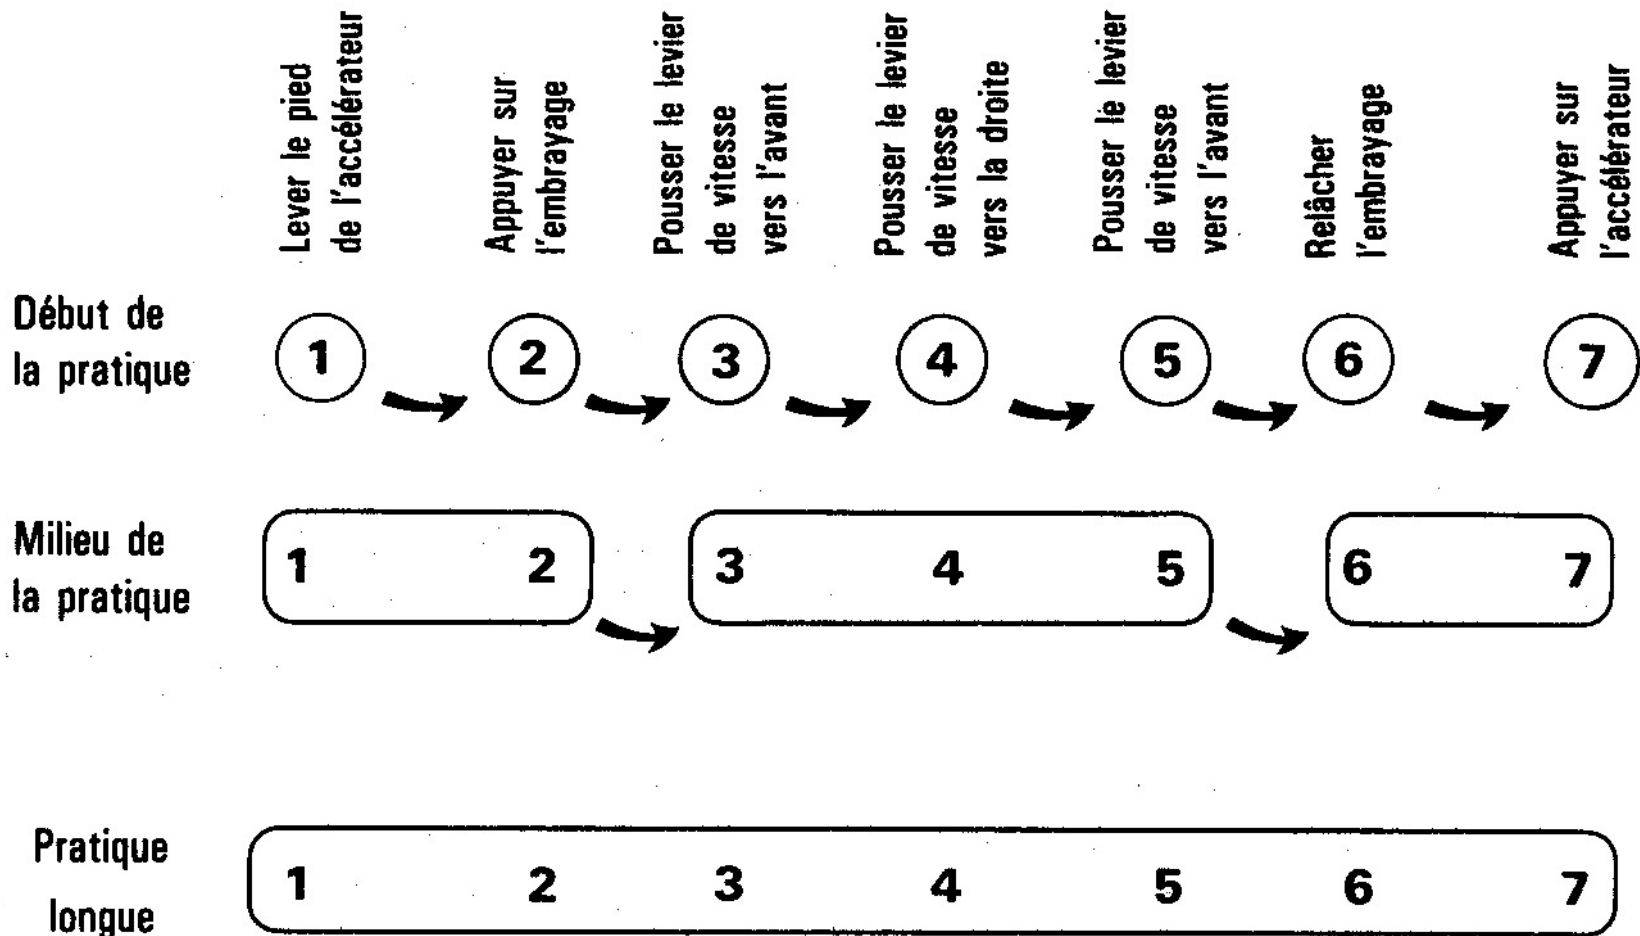 Lever le pied
de l'accélérateur
Appuyer sur
l'embrayage
Pousser le levier
de vitesse
vers l'avant
Pousser le levier
de vitesse
vers la droite
Pousser le levier
de vitesse
vers l'avant
Relâcher
l'embrayage
Appuyer sur
l'accélérateur
Début de
la pratique
1 2 3 4 5 6 7
Milieu de
la pratique
1 2 3 4 5 6 7
Pratique
longue
1 2 3 4 5 6 7